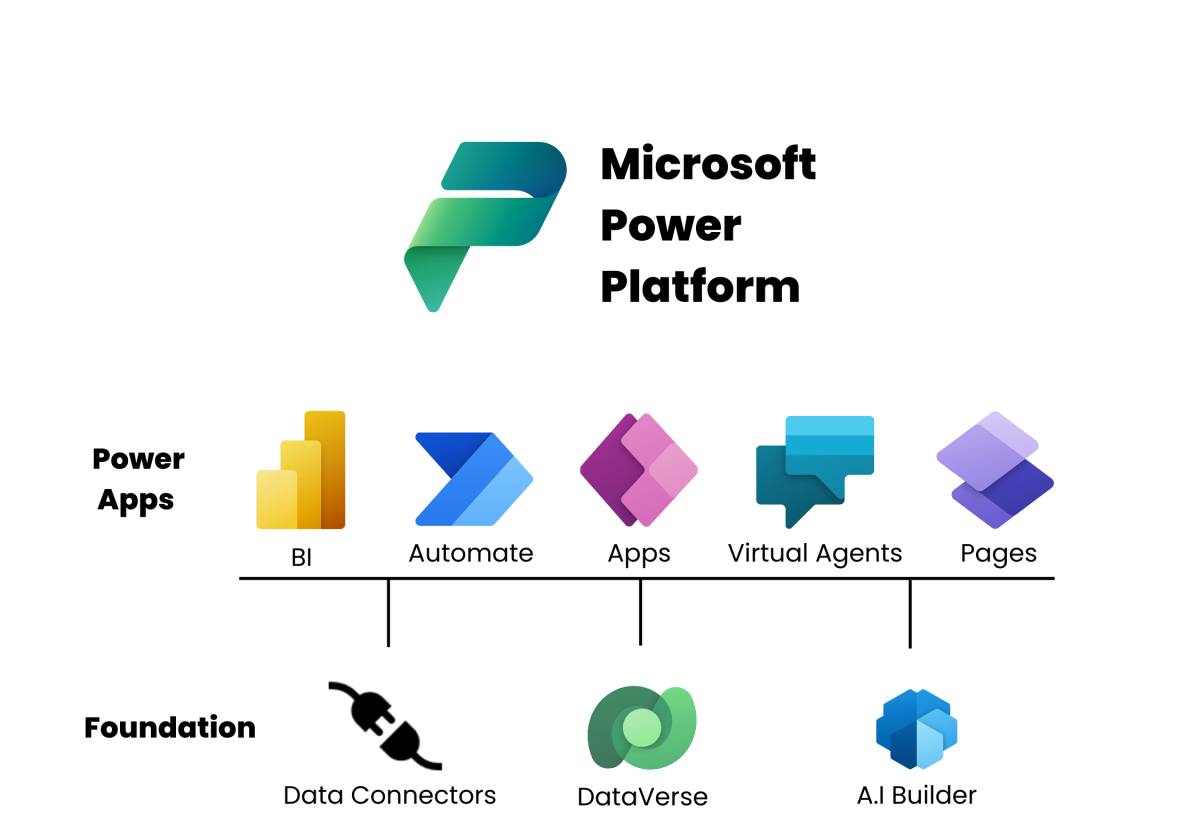 Microsoft
Power
Platform
Power
Apps
BI
Automate
Apps
Virtual Agents
Pages
Foundation
Data Connectors
DataVerse
A.I Builder